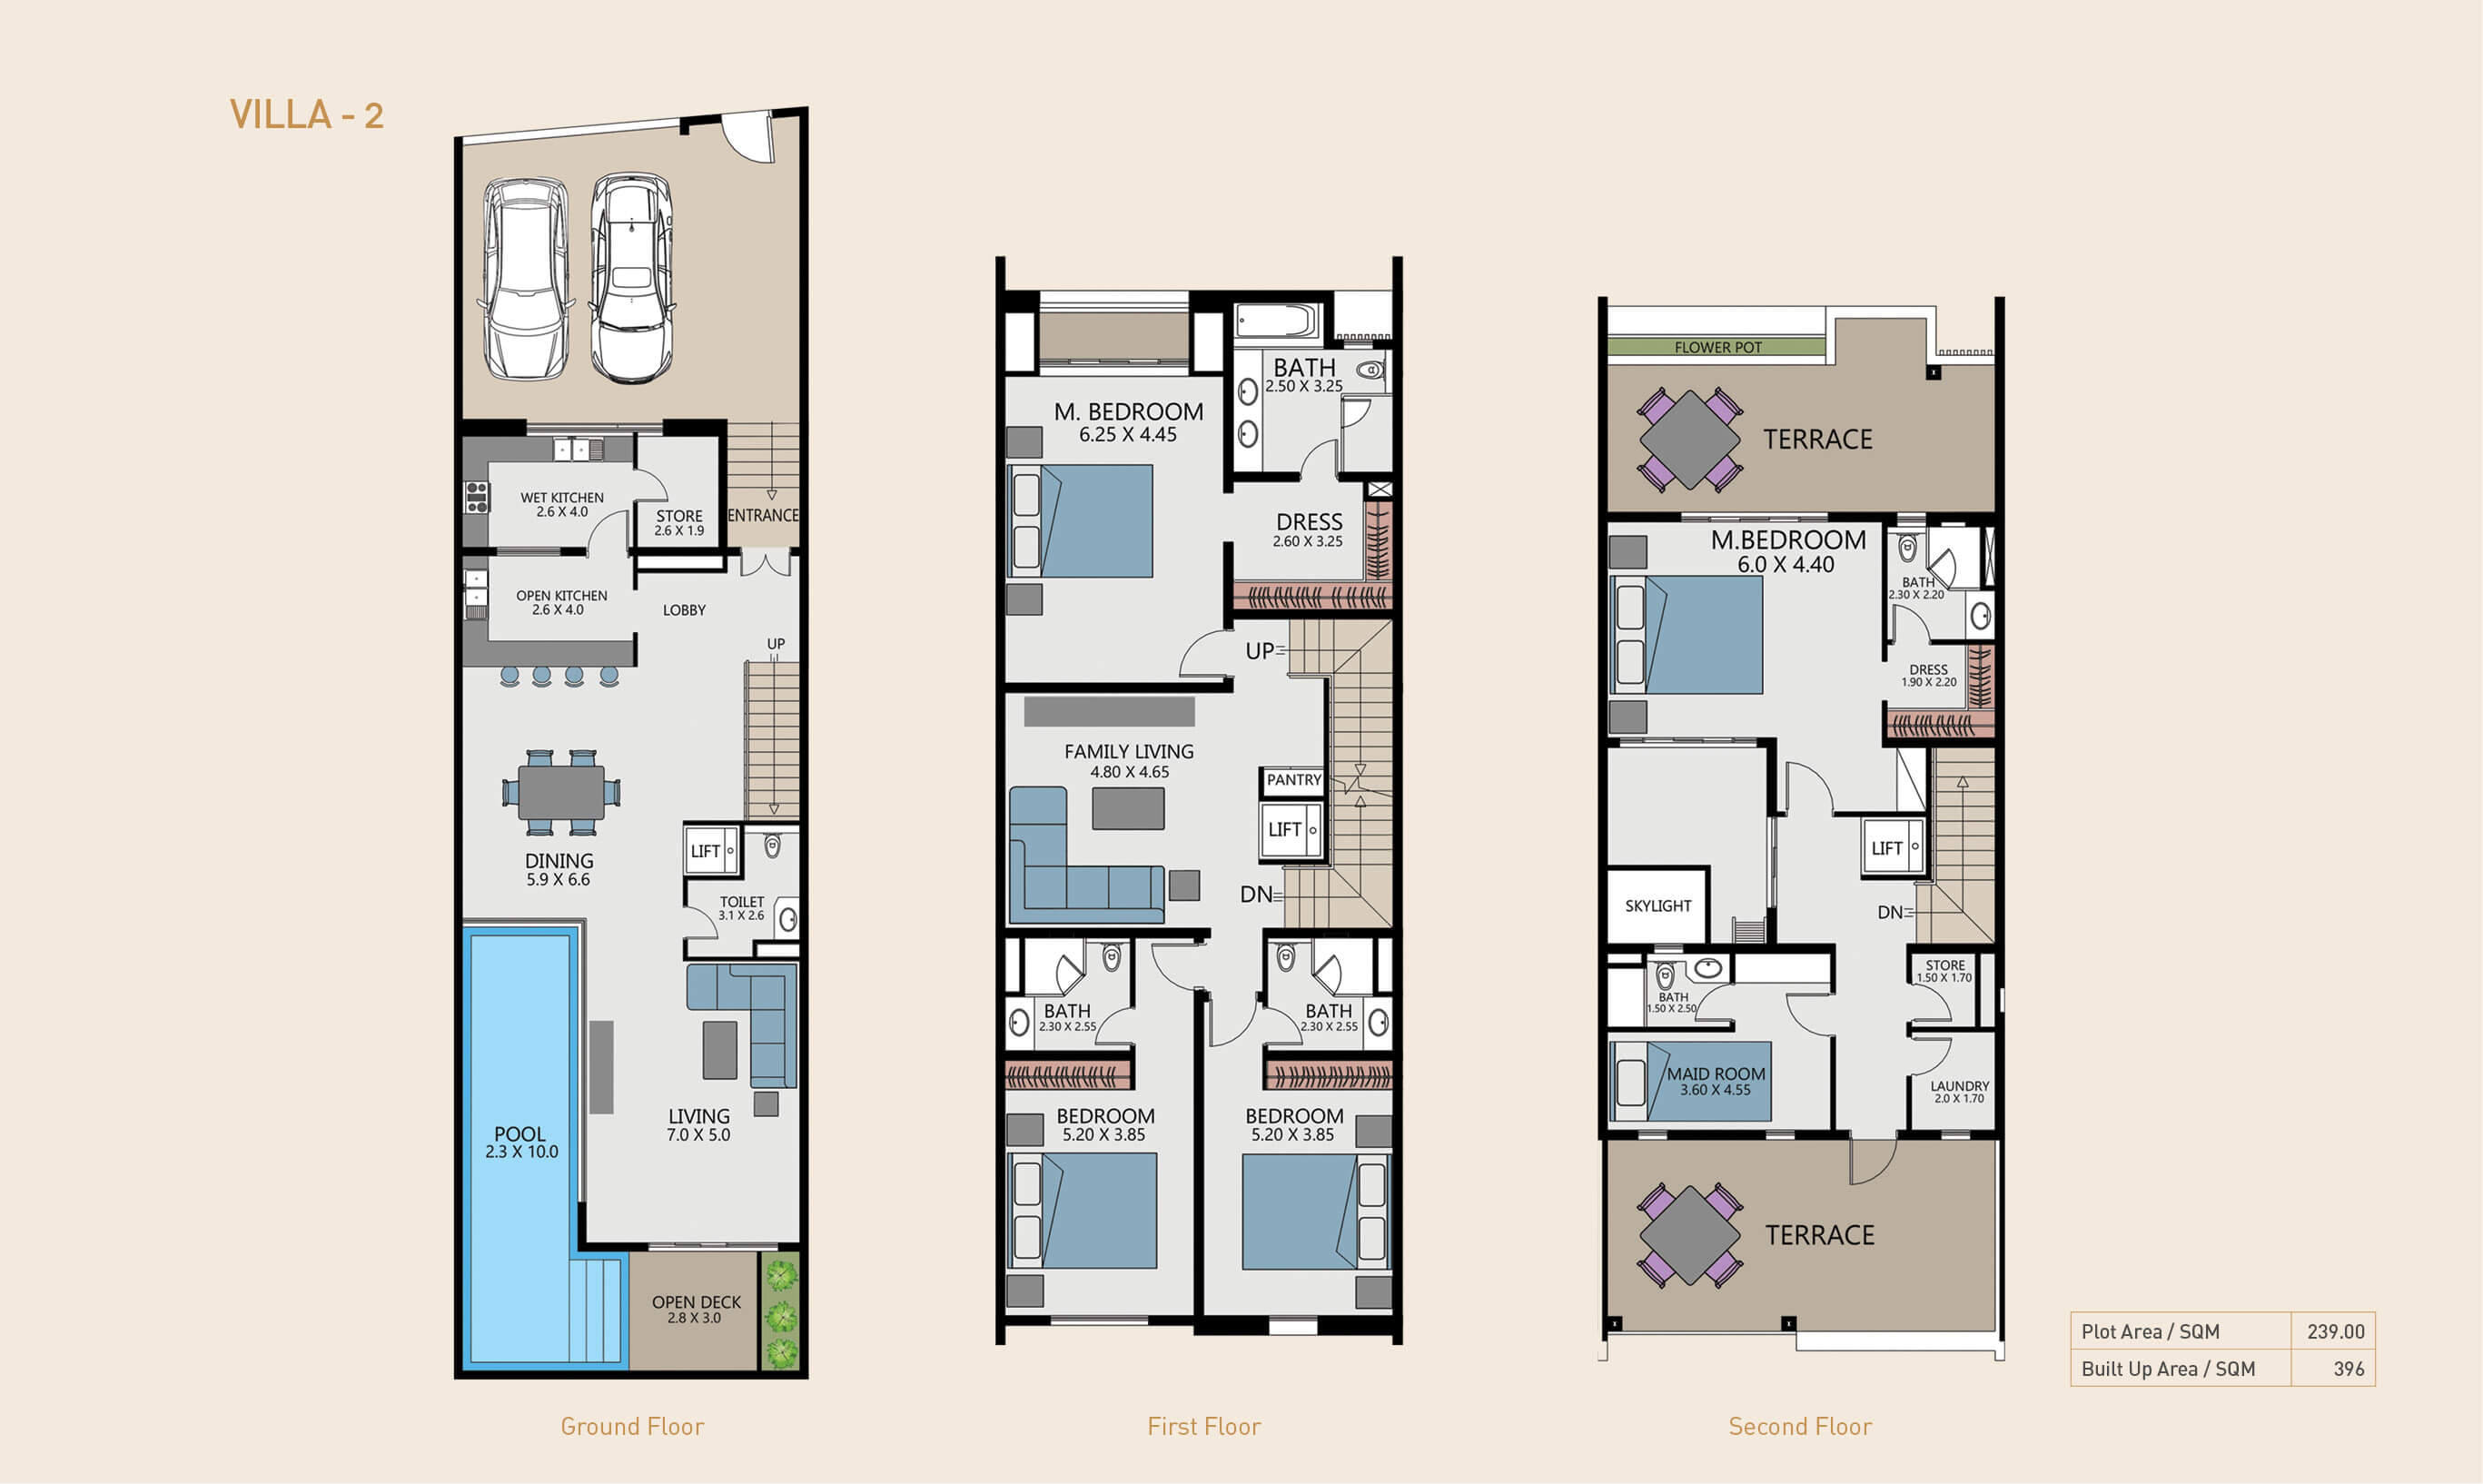 VILLA - 2
WET KITCHEN
2.6 X 4.0
STORE
2.6 X 1.9
ENTRANCE
OPEN KITCHEN
2.6 X 4.0
LOBBY
UP
DINING
5.9 X 6.6
LIFT
TOILET
3.1 X 2.6
LIVING
7.0 X 5.0
POOL
2.3 X 10.0
OPEN DECK
2.8 X 3.0
Ground Floor
BATH
2.50 X 3.25
M. BEDROOM
6.25 X 4.45
DRESS
2.60 X 3.25
UP
FAMILY LIVING
4.80 X 4.65
PANTRY
LIFT
DN
BATH
2.30 X 2.55
BATH
2.30 X 2.55
BEDROOM
5.20 X 3.85
BEDROOM
5.20 X 3.85
First Floor
FLOWER POT
TERRACE
M.BEDROOM
6.0 X 4.40
BATH
2.30 X 2.20
DRESS
1.90 X 2.20
LIFT
SKYLIGHT
DN
STORE
1.50 X 1.70
BATH
1.50 X 2.50
MAID ROOM
3.60 X 4.55
LAUNDRY
2.0 X 1.70
TERRACE
Second Floor
Plot Area / SQM 239.00
Built Up Area / SQM 396